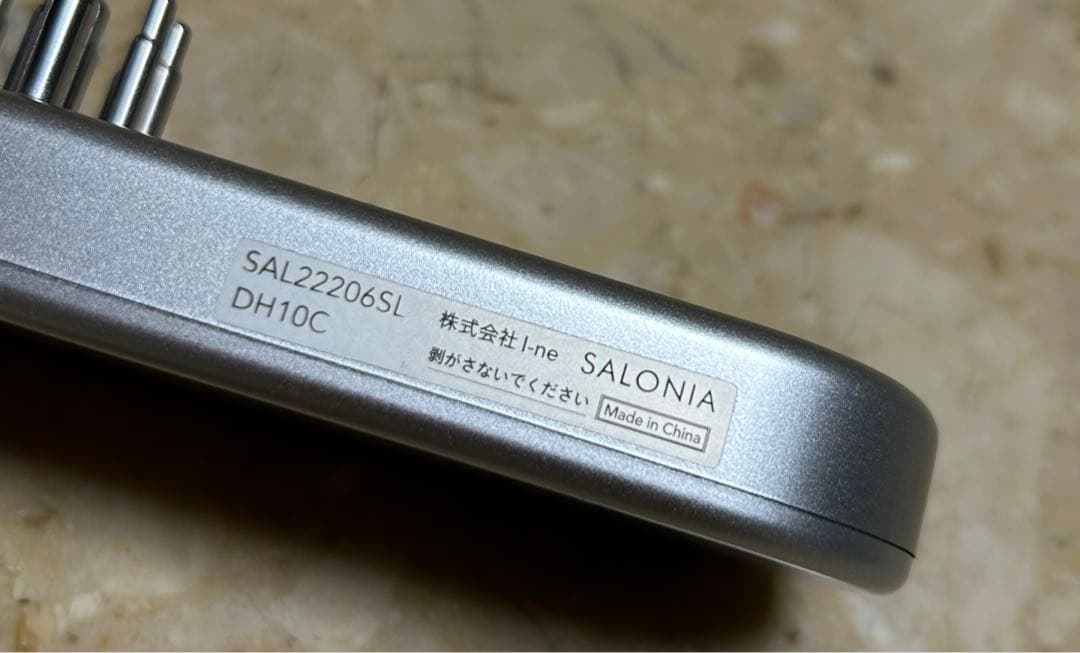 SAL22206SL
DH10C
株式会社I-ne
剥がさないでください
SALONIA
Made in China